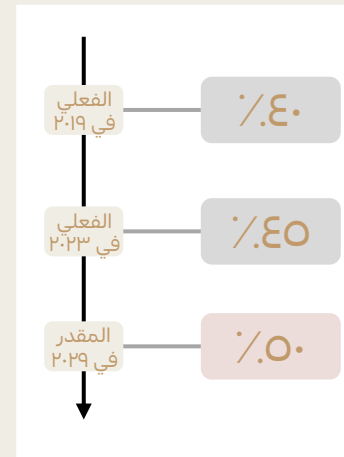 الفعلي
في ٢٠١٩
٤٠٪
الفعلي
في ٢٠٢٣
٤٥٪
المقدر
في ٢٠٢٩
٥٠٪